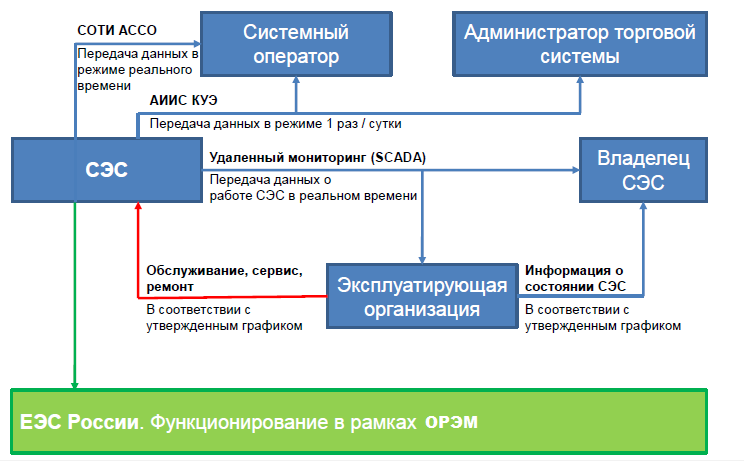 СОТИ АССО
Передача данных в
режиме реального
времени
Системный
оператор
Администратор торговой
системы
АИИС КУЭ
Передача данных в режиме 1 раз / сутки
СЭС
Удаленный мониторинг (SCADA)
Передача данных о
работе СЭС в реальном времени
Владелец
СЭС
Обслуживание, сервис,
ремонт
В соответствии с
утвержденным графиком
Эксплуатирующая
организация
Информация о
состоянии СЭС
В соответствии с
утвержденным графиком
ЕЭС России. Функционирование в рамках ОРЭМ